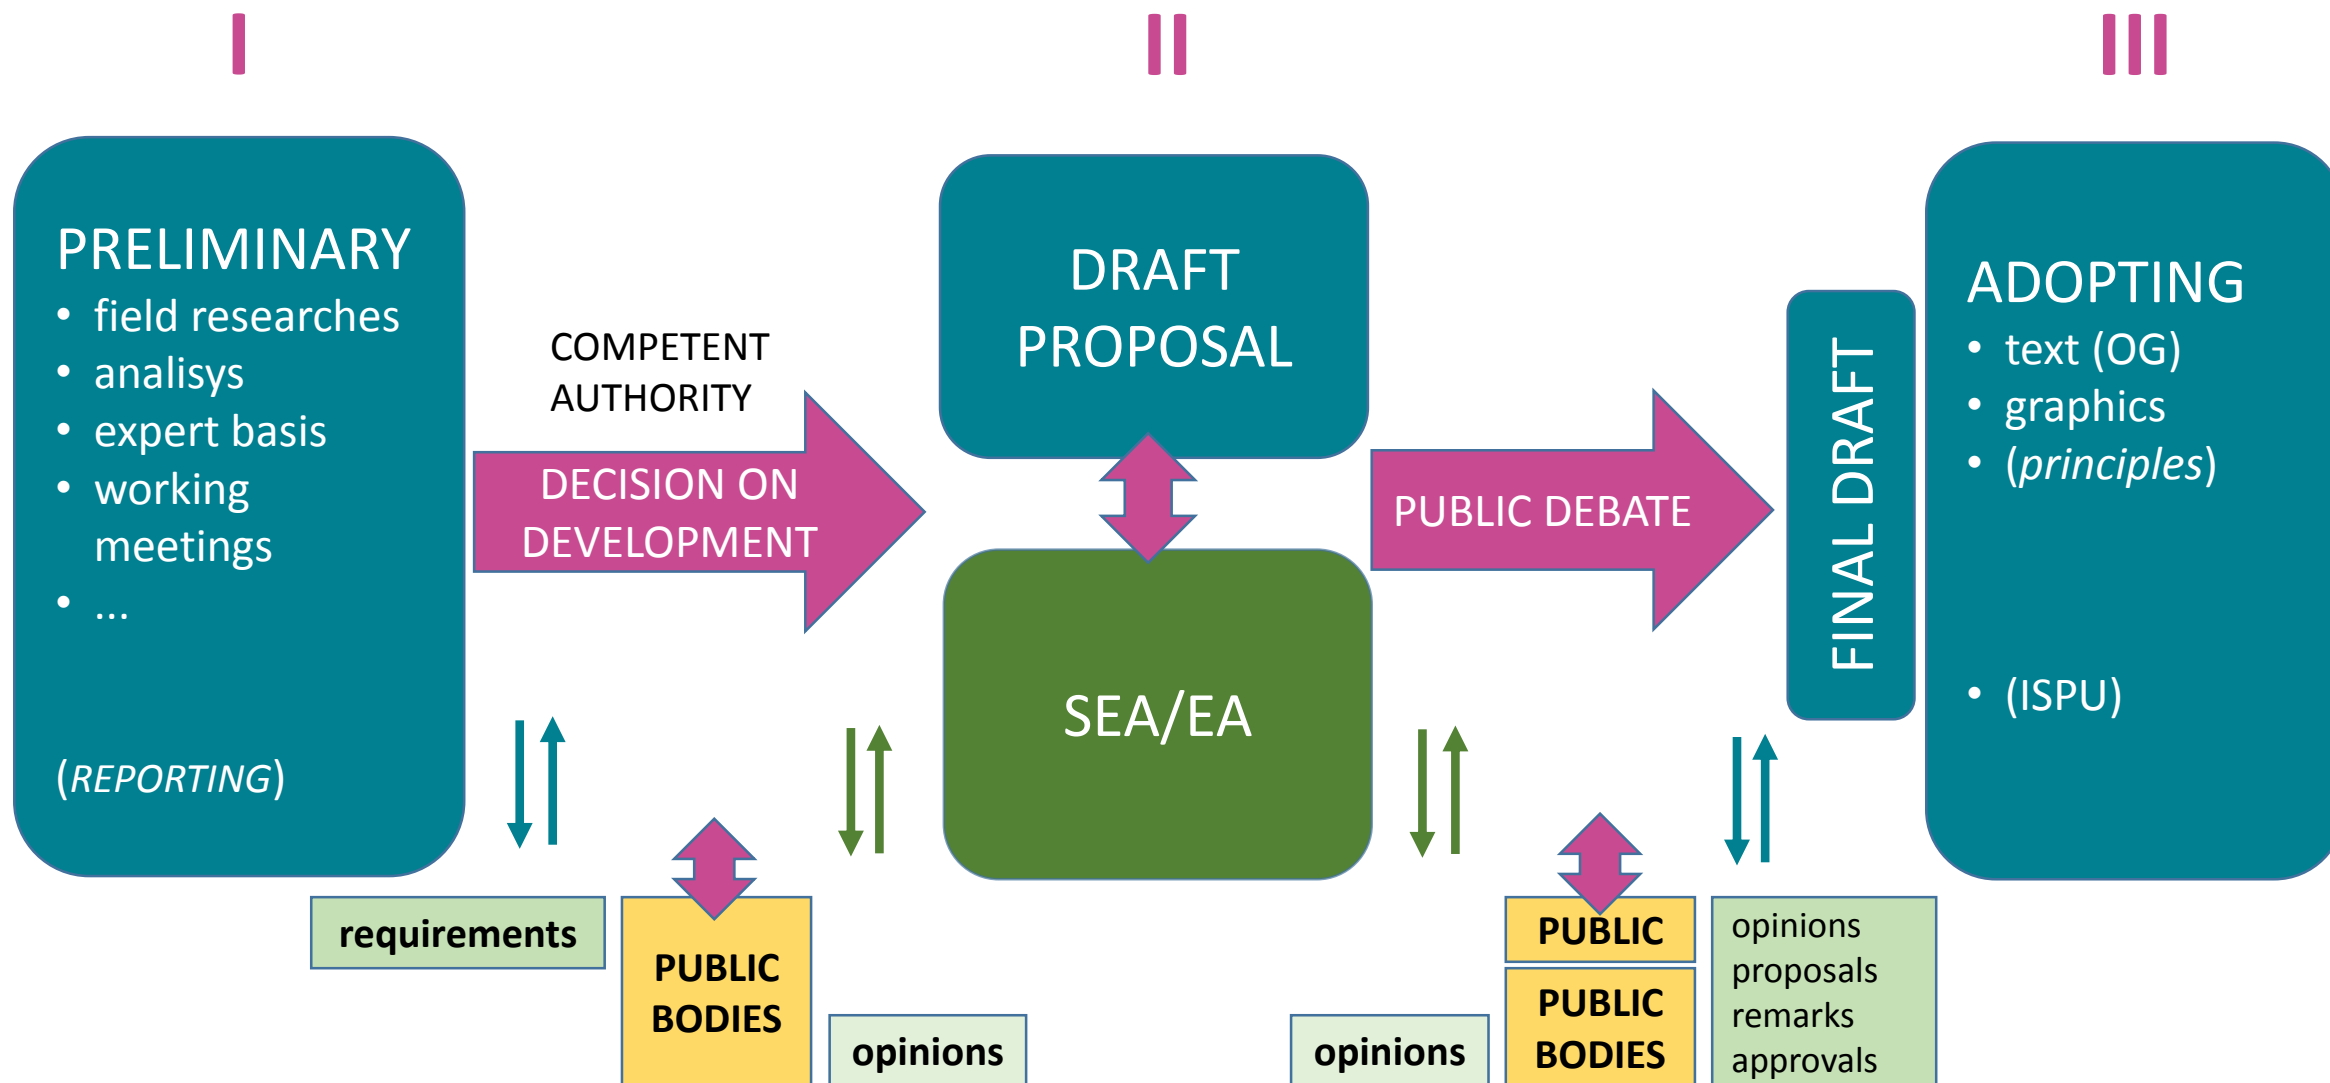 I
II
III
PRELIMINARY
• field researches
• analisys
• expert basis
• working
meetings
• ...
(REPORTING)
COMPETENT
AUTHORITY
DECISION ON
DEVELOPMENT
DRAFT
PROPOSAL
SEA/EA
PUBLIC DEBATE
FINAL DRAFT
ADOPTING
• text (OG)
• graphics
• (principles)
• (ISPU)
requirements
PUBLIC
BODIES
opinions
opinions
PUBLIC
PUBLIC
BODIES
opinions
proposals
remarks
approvals